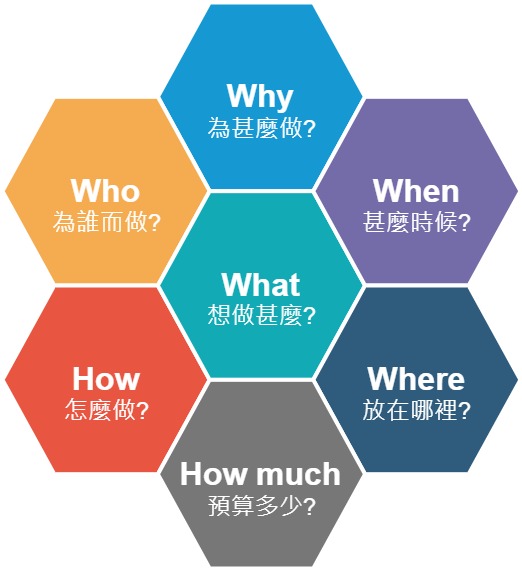 Why
為甚麼做?
Who
為誰而做?
When
甚麼時候?
What
想做甚麼?
How
怎麼做?
Where
放在哪裡?
How much
預算多少?